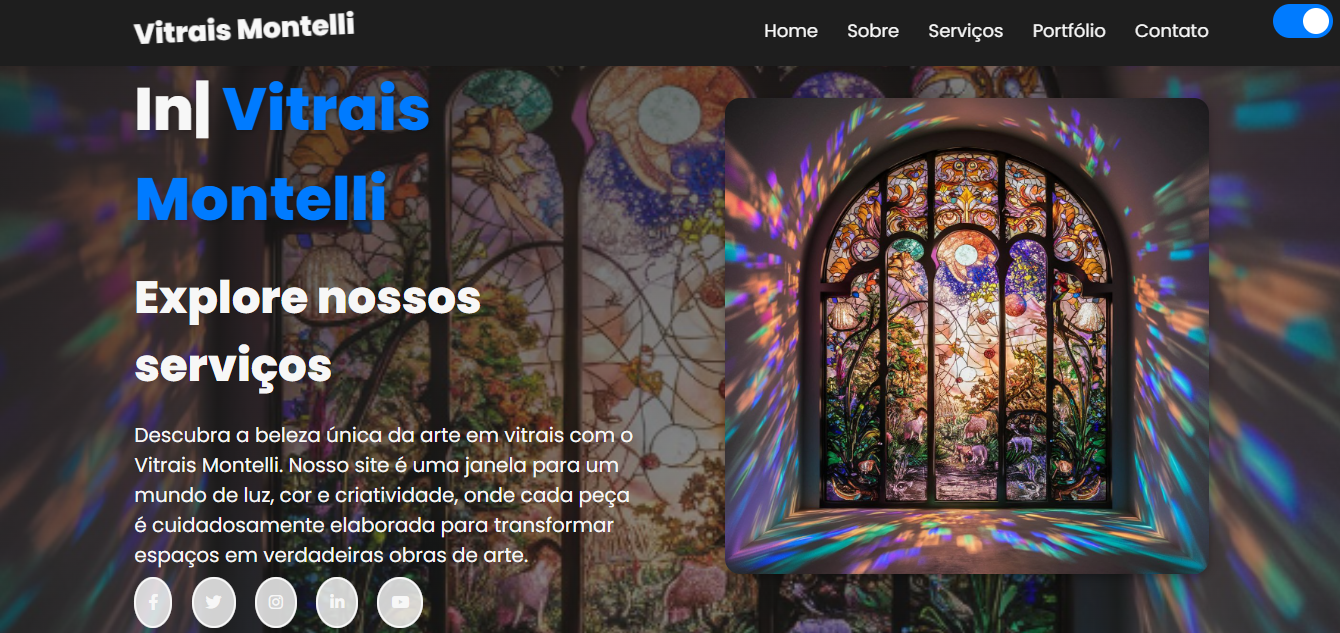 Vitrais Montelli
Home Sobre Serviços Portfólio Contato
In| Vitrais
Montelli
Explore nossos
serviços
Descubra a beleza única da arte em vitrais com o
Vitrais Montelli. Nosso site é uma janela para um
mundo de luz, cor e criatividade, onde cada peça
é cuidadosamente elaborada para transformar
espaços em verdadeiras obras de arte.